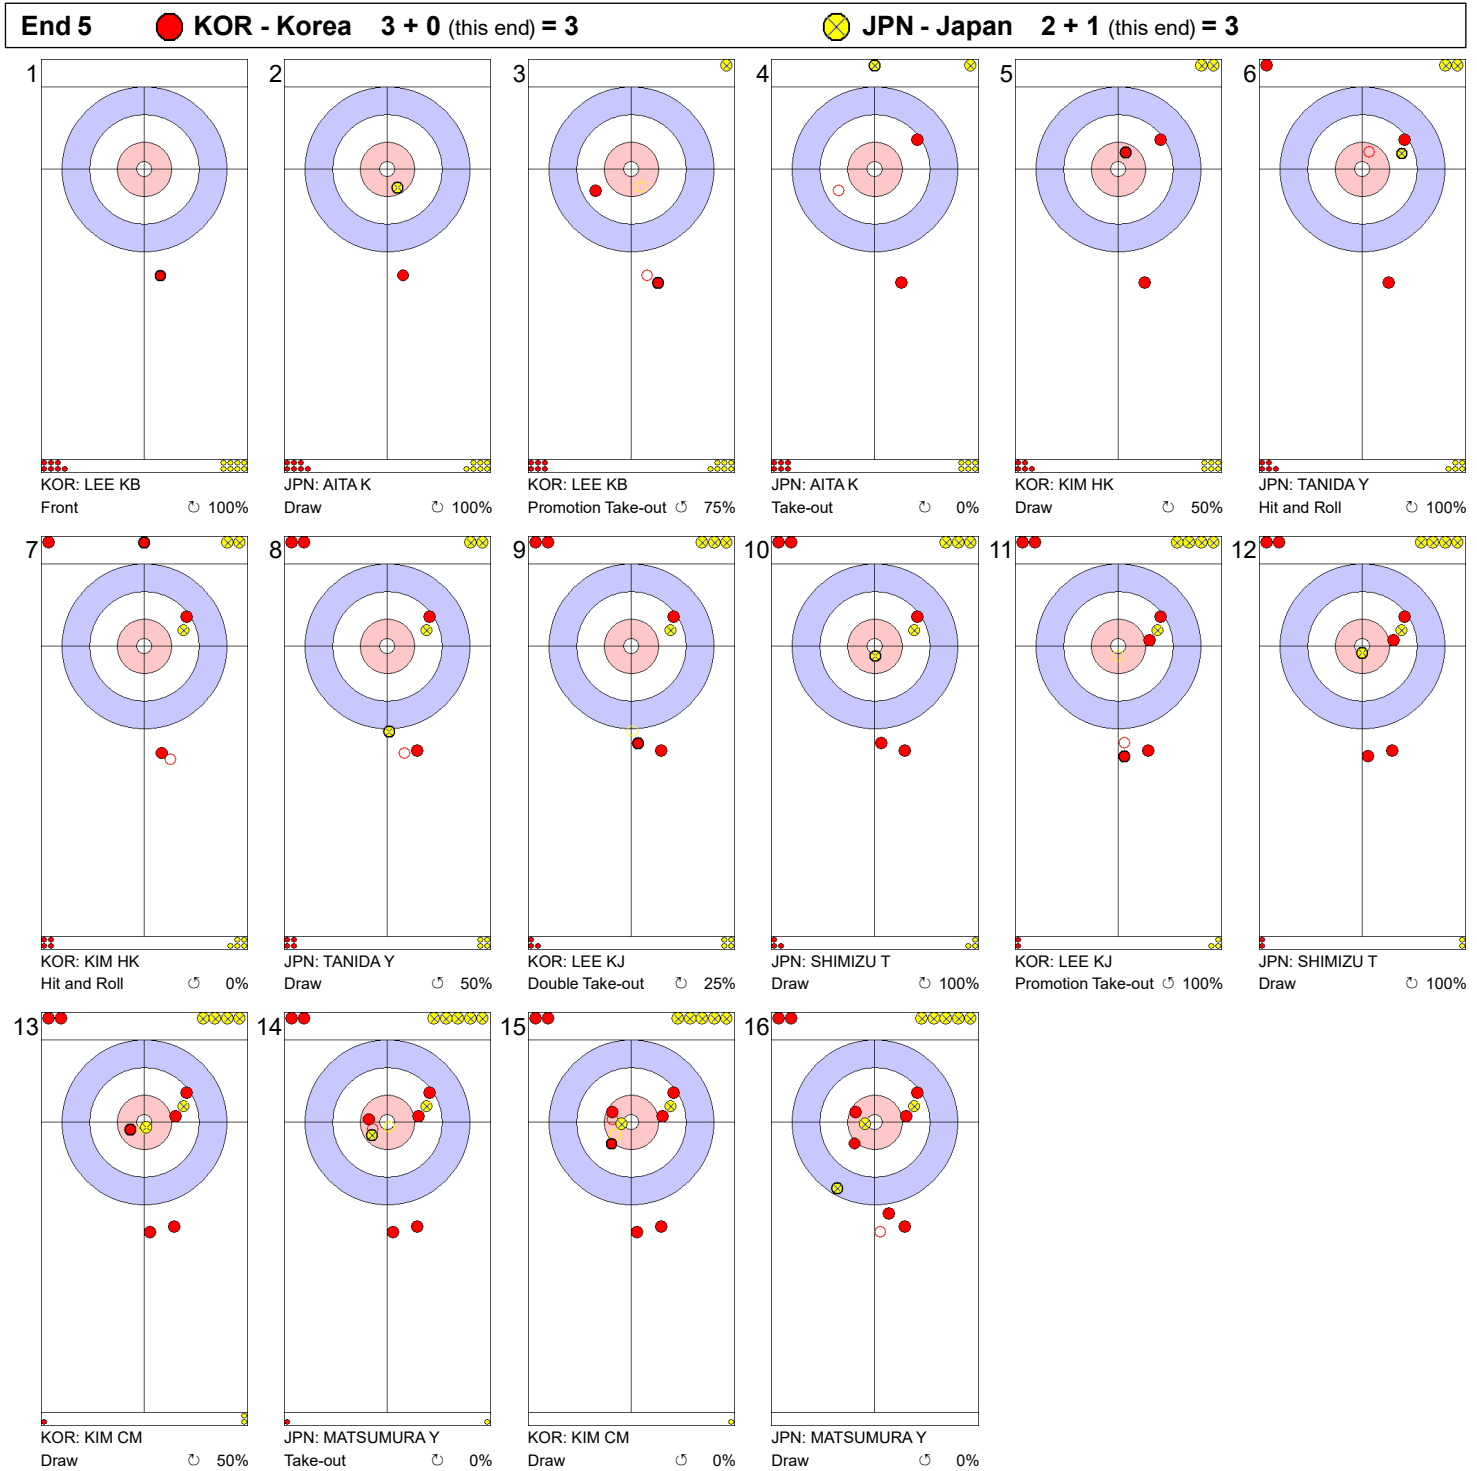 End 5 KOR - Korea 3 + 0 (this end) = 3 JPN - Japan 2 + 1 (this end) = 3
1 2 3 4 5 6
KOR: LEE KB JPN: AITA K KOR: LEE KB JPN: AITA K KOR: KIM HK JPN: TANIDA Y
Front ↻ 100% Draw ↻ 100% Promotion Take-out ↺ 75% Take-out ↻ 0% Draw ↻ 50% Hit and Roll ↻ 100%
7 8 9 10 11 12
KOR: KIM HK JPN: TANIDA Y KOR: LEE KJ JPN: SHIMIZU T KOR: LEE KJ JPN: SHIMIZU T
Hit and Roll ↺ 0% Draw ↺ 50% Double Take-out ↻ 25% Draw ↻ 100% Promotion Take-out ↺ 100% Draw ↻ 100%
13 14 15 16
KOR: KIM CM JPN: MATSUMURA Y KOR: KIM CM JPN: MATSUMURA Y
Draw ↻ 50% Take-out ↻ 0% Draw ↺ 0% Draw ↺ 0%